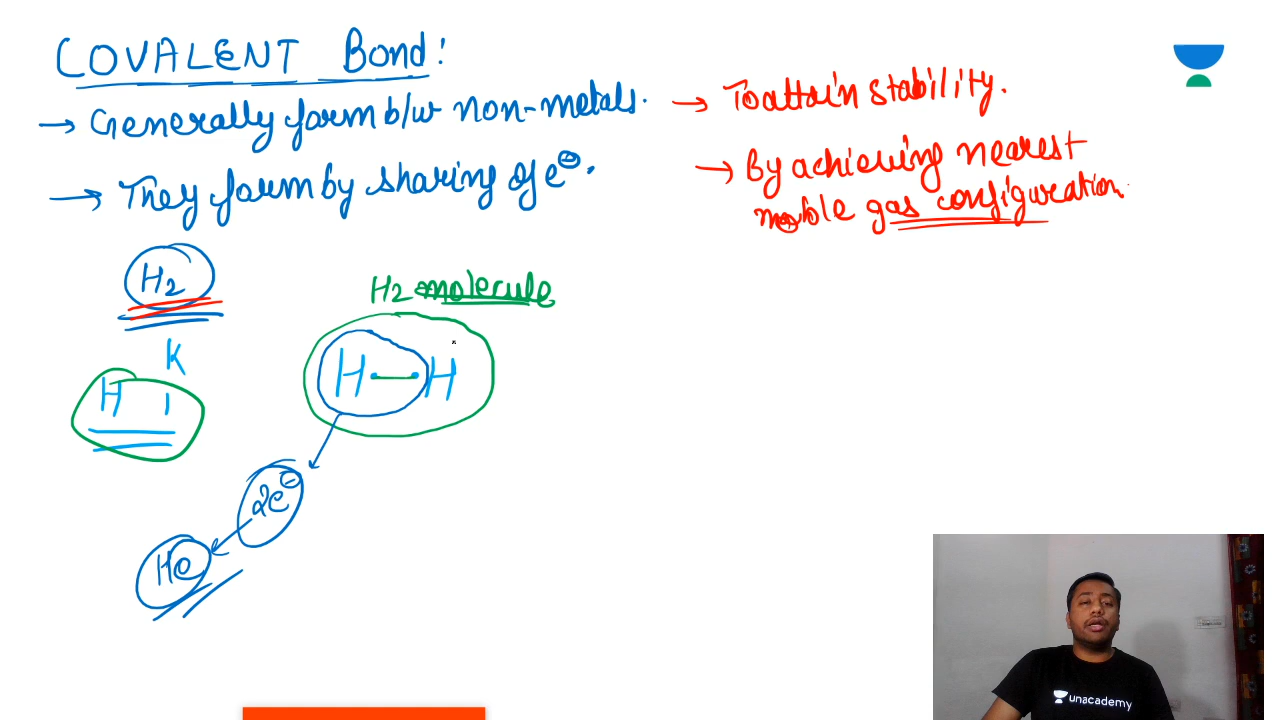 COVALENT Bond:
→ Generally form b/w non-metals.
→ They form by sharing of e⊖.
→ To attain stability.
→ By achieving nearest
noble gas configuration.
H2
H2 molecule
K
H 1
H—H
2e⊖
He
unacademy